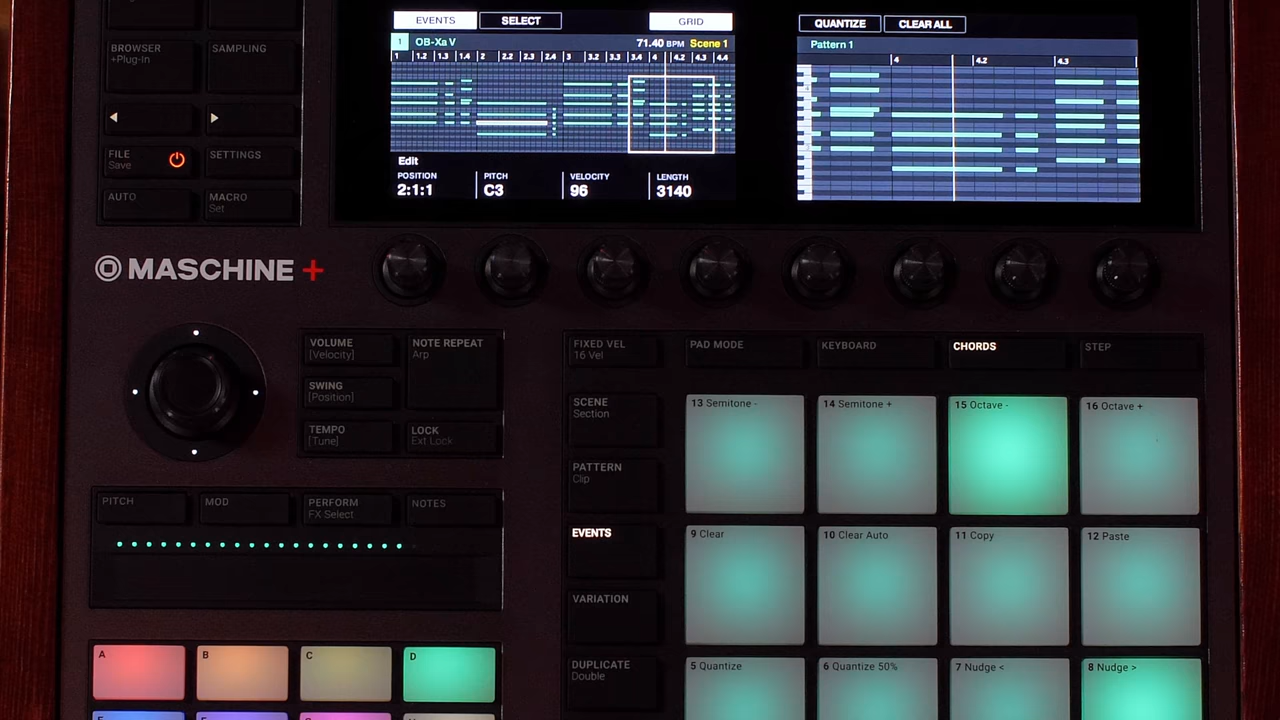 EVENTS SELECT GRID
1 OB-Xa V 71.40 BPM Scene 1
1 1.2 1.3 1.4 2 2.2 2.3 2.4 3 3.2 3.3 3.4 4 4.2 4.3 4.4
Edit
POSITION PITCH VELOCITY LENGTH
2:1:1 C3 96 3140
QUANTIZE CLEAR ALL
Pattern 1
4 4.2 4.3
BROWSER
+Plug-In
SAMPLING
FILE
Save
SETTINGS
AUTO
MACRO
Set
MASCHINE +
VOLUME
[Velocity]
NOTE REPEAT
Arp
SWING
[Position]
TEMPO
[Tune]
LOCK
Ext Lock
PITCH
MOD
PERFORM
FX Select
NOTES
A B C D
FIXED VEL
16 Vel
PAD MODE
KEYBOARD
CHORDS
STEP
SCENE
Section
PATTERN
Clip
EVENTS
VARIATION
DUPLICATE
Double
13 Semitone -
14 Semitone +
15 Octave -
16 Octave +
9 Clear
10 Clear Auto
11 Copy
12 Paste
5 Quantize
6 Quantize 50%
7 Nudge <
8 Nudge >